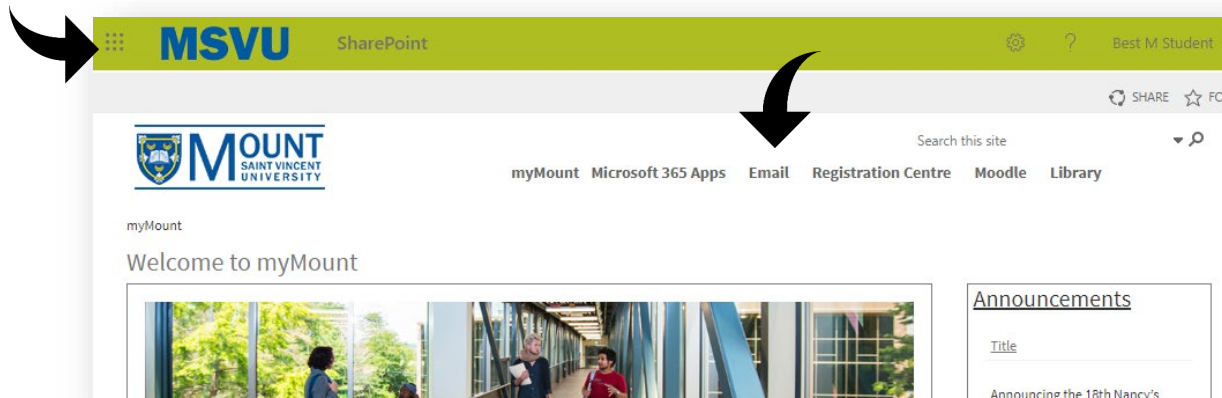 MSVU SharePoint ? Best M Student
SHARE FO
Search this site
MOUNT
SAINT VINCENT
UNIVERSITY
myMount Microsoft 365 Apps Email Registration Centre Moodle Library
myMount
Welcome to myMount
Announcements
Title
Announcing the 18th Nancy's